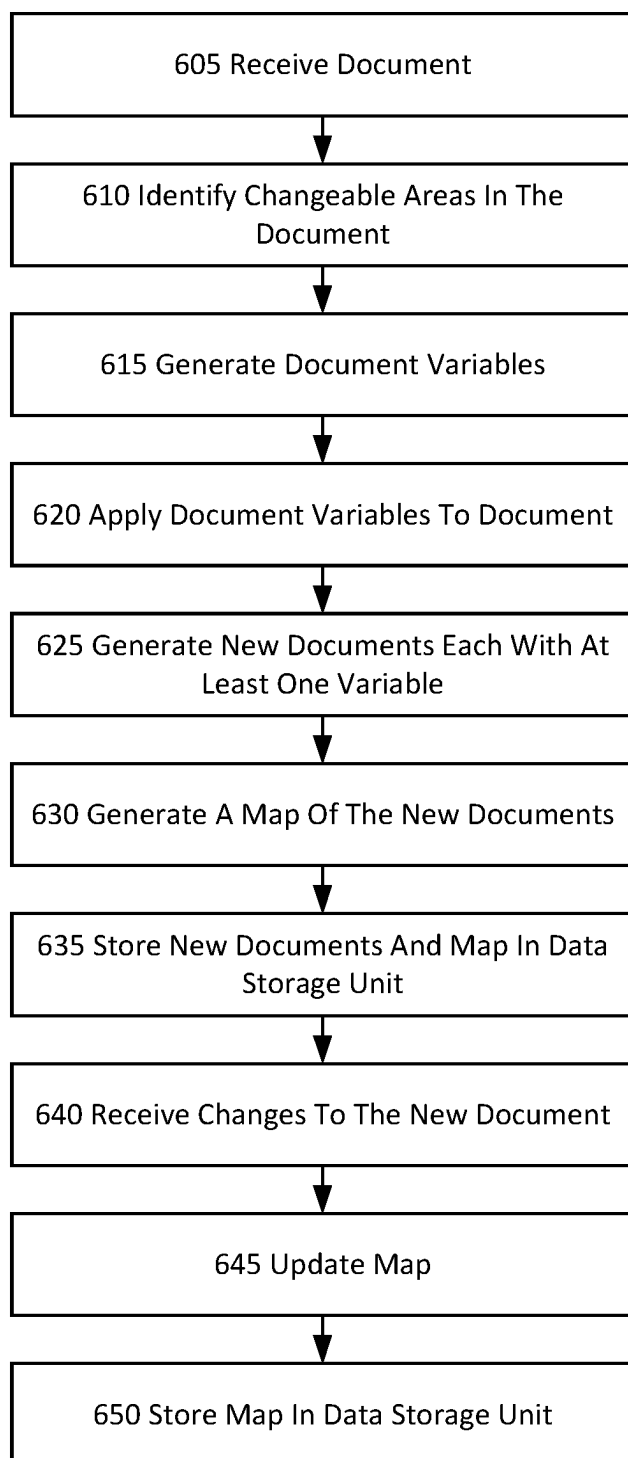 605 Receive Document
610 Identify Changeable Areas In The
Document
615 Generate Document Variables
620 Apply Document Variables To Document
625 Generate New Documents Each With At
Least One Variable
630 Generate A Map Of The New Documents
635 Store New Documents And Map In Data
Storage Unit
640 Receive Changes To The New Document
645 Update Map
650 Store Map In Data Storage Unit